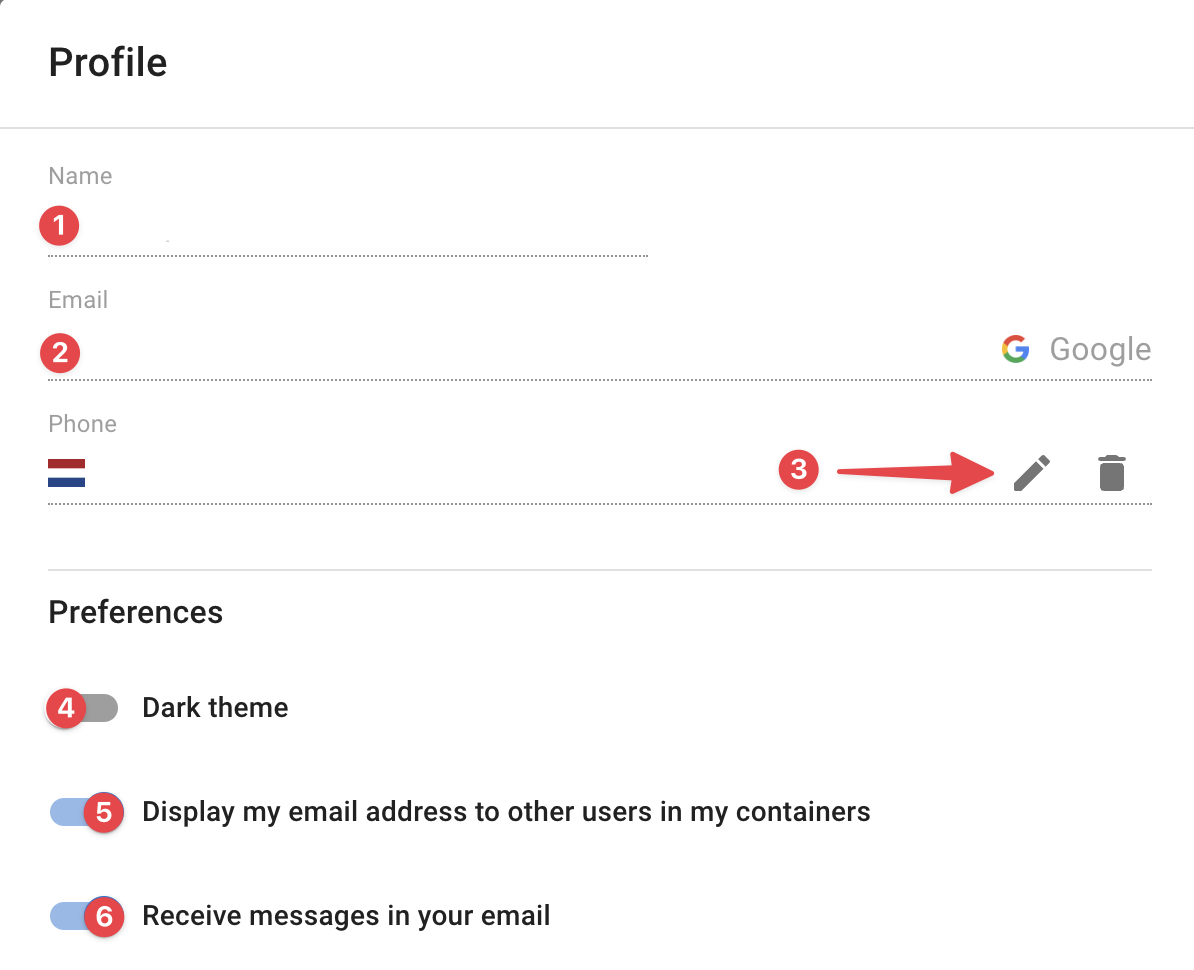 Profile
Name
1
Email
2
Google
Phone
3
Preferences
4 Dark theme
5 Display my email address to other users in my containers
6 Receive messages in your email